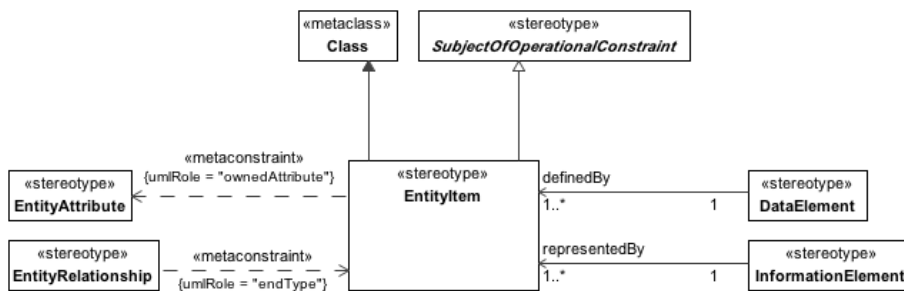 «metaclass»
Class
«stereotype»
SubjectOfOperationalConstraint
«metaconstraint»
{umlRole = "ownedAttribute"}
«stereotype»
EntityAttribute
«stereotype»
EntityItem
definedBy
1..*
1
«stereotype»
DataElement
«stereotype»
EntityRelationship
«metaconstraint»
{umlRole = "endType"}
representedBy
1..*
1
«stereotype»
InformationElement